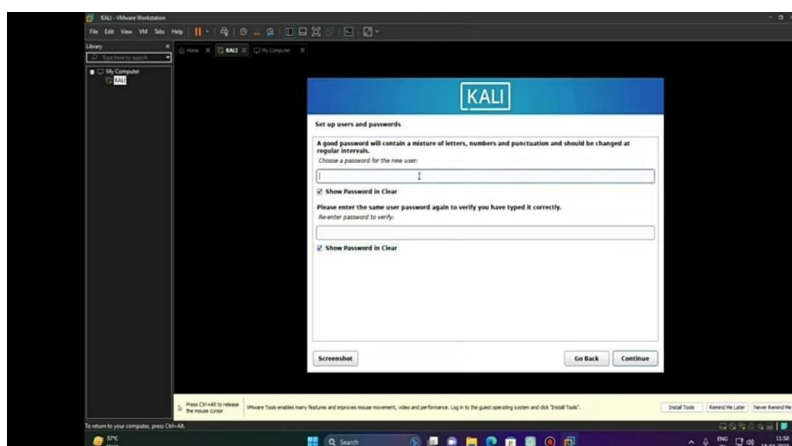 KALI - VMware Workstation
File Edit View VM Tabs Help
Library
Type here to search
My Computer
KALI
Home
KALI
My Computer
KALI
Set up users and passwords
A good password will contain a mixture of letters, numbers and punctuation and should be changed at
regular intervals.
Choose a password for the new user:
Show Password in Clear
Please enter the same user password again to verify you have typed it correctly.
Re-enter password to verify:
Show Password in Clear
Screenshot
Go Back
Continue
Press Ctrl+Alt to release
the mouse cursor
VMware Tools enables many features and improves mouse movement, video and performance. Log in to the guest operating system and click "Install Tools".
Install Tools
Remind Me Later
Never Remind Me
To return to your computer, press Ctrl+Alt.
37°C
Search
ENG
11:50